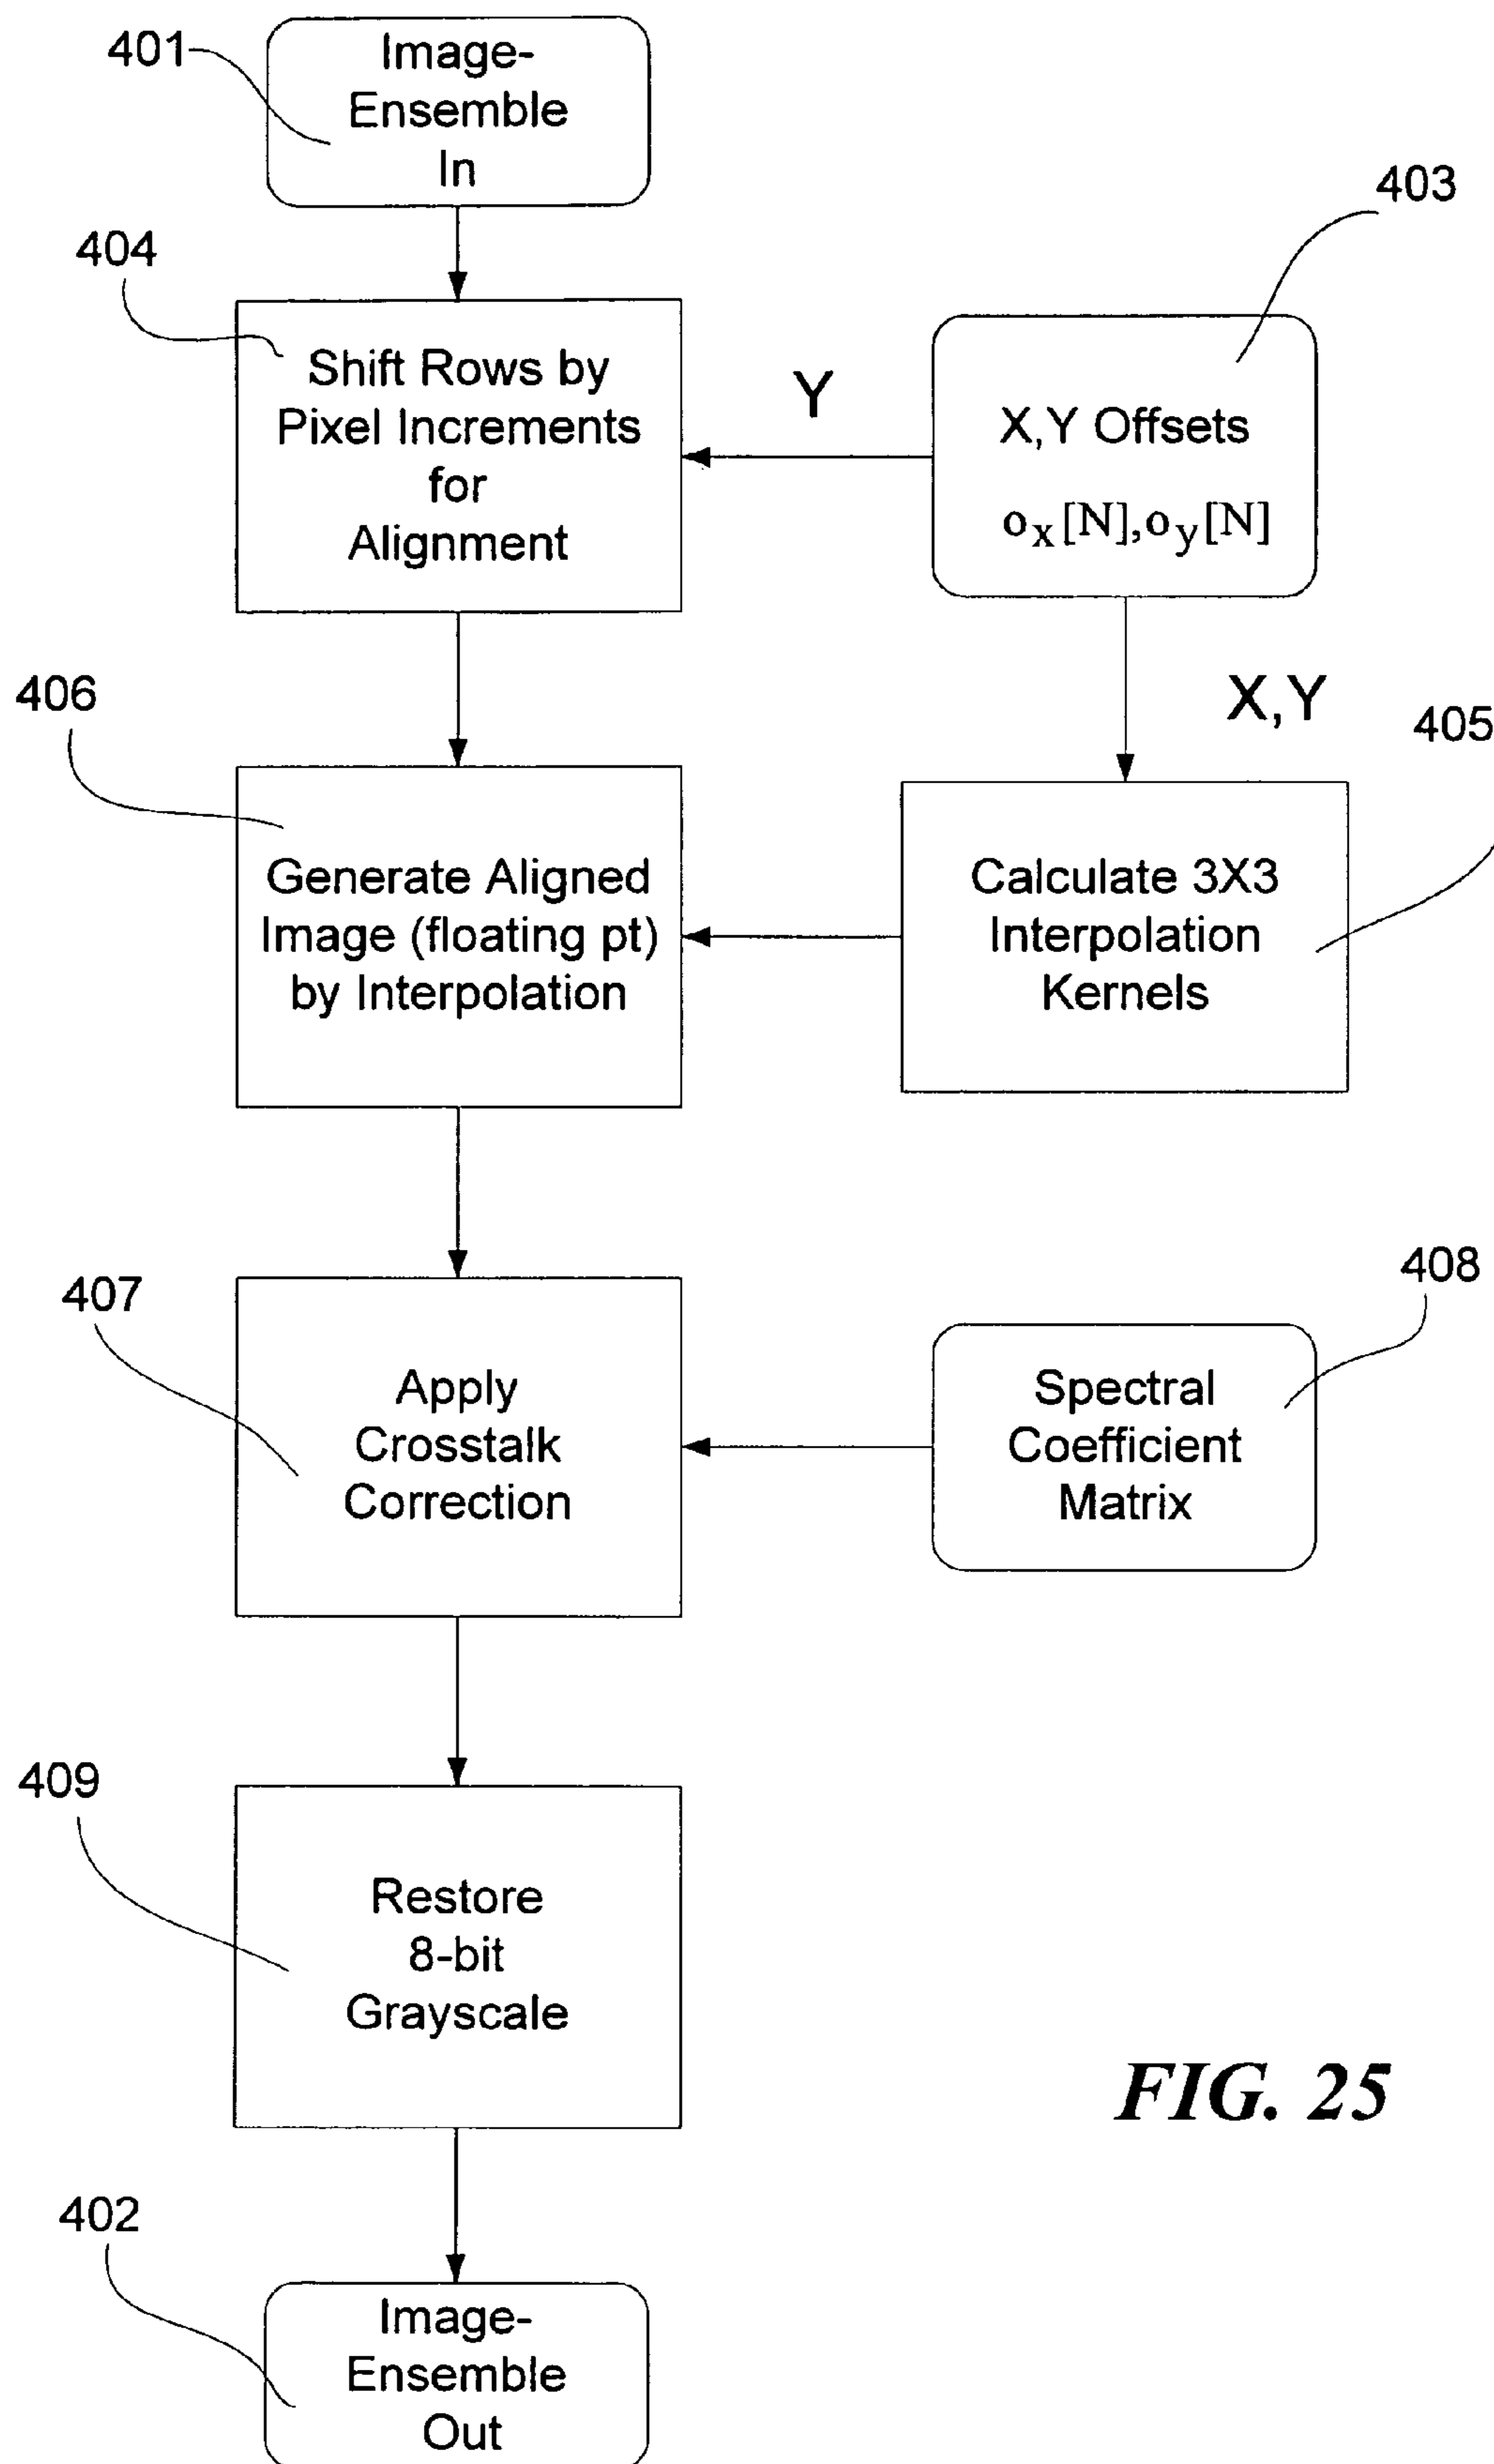 401
Image-
Ensemble
In
403
404
Shift Rows by
Pixel Increments
for
Alignment
Y
X,Y Offsets
oₓ[N],o_y[N]
X,Y
406
405
Generate Aligned
Image (floating pt)
by Interpolation
Calculate 3X3
Interpolation
Kernels
407
408
Apply
Crosstalk
Correction
Spectral
Coefficient
Matrix
409
Restore
8-bit
Grayscale
FIG. 25
402
Image-
Ensemble
Out